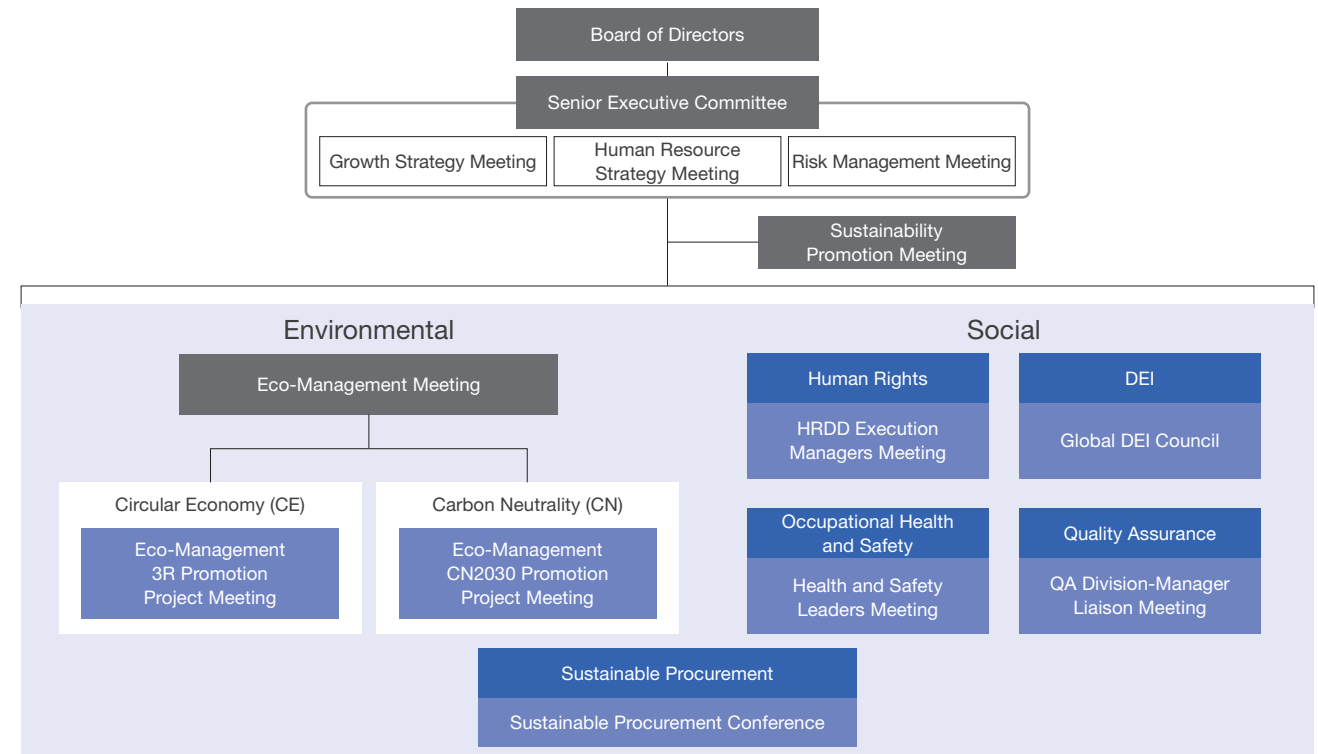 Board of Directors
Senior Executive Committee
Growth Strategy Meeting
Human Resource
Strategy Meeting
Risk Management Meeting
Sustainability
Promotion Meeting
Environmental
Eco-Management Meeting
Circular Economy (CE)
Eco-Management
3R Promotion
Project Meeting
Carbon Neutrality (CN)
Eco-Management
CN2030 Promotion
Project Meeting
Social
Human Rights
HRDD Execution
Managers Meeting
DEI
Global DEI Council
Occupational Health
and Safety
Health and Safety
Leaders Meeting
Quality Assurance
QA Division-Manager
Liaison Meeting
Sustainable Procurement
Sustainable Procurement Conference